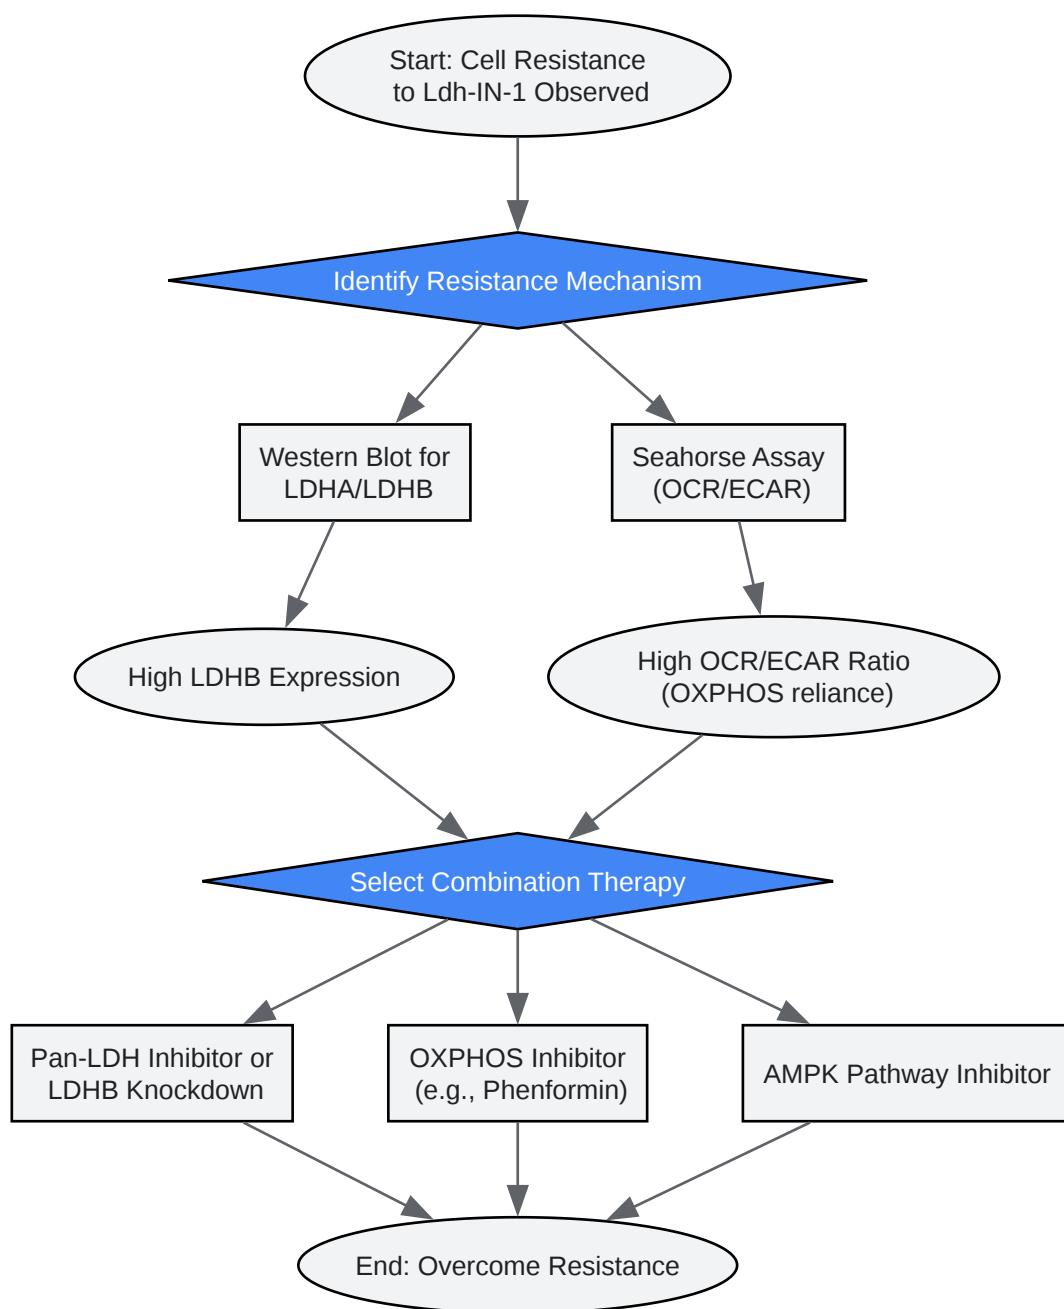 Start: Cell Resistance
to Ldh-IN-1 Observed
Identify Resistance Mechanism
Western Blot for
LDHA/LDHB
Seahorse Assay
(OCR/ECAR)
High LDHB Expression
High OCR/ECAR Ratio
(OXPHOS reliance)
Select Combination Therapy
Pan-LDH Inhibitor or
LDHB Knockdown
OXPHOS Inhibitor
(e.g., Phenformin)
AMPK Pathway Inhibitor
End: Overcome Resistance